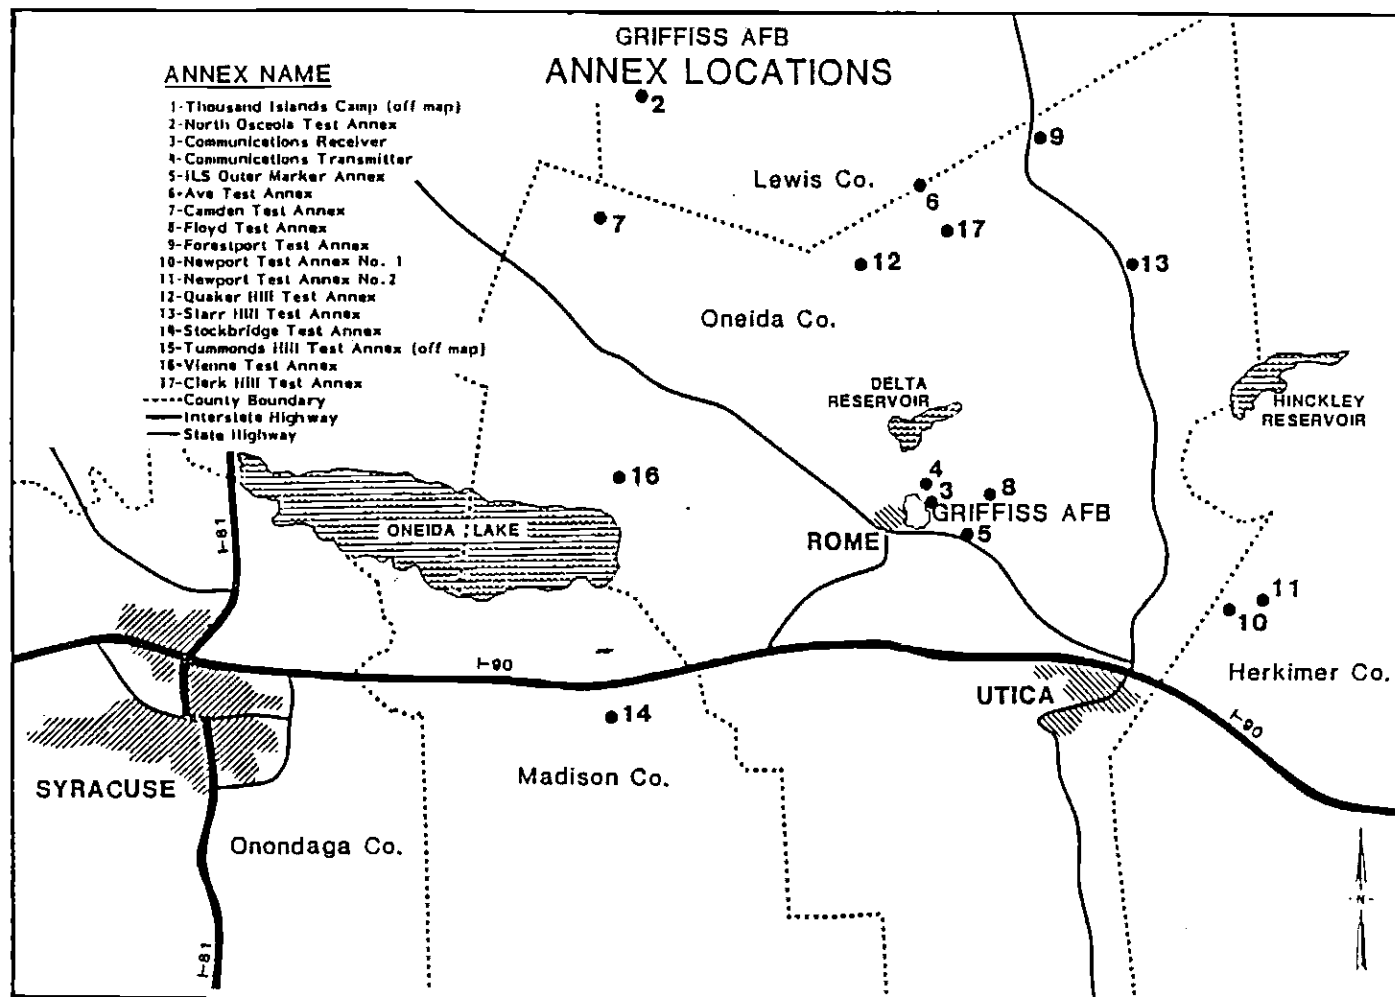 GRIFFISS AFB
ANNEX LOCATIONS
ANNEX NAME
1-Thousand Islands Camp (off map)
2-North Osceola Test Annex
3-Communications Receiver
4-Communications Transmitter
5-ILS Outer Marker Annex
6-Ava Test Annex
7-Camden Test Annex
8-Floyd Test Annex
9-Forestport Test Annex
10-Newport Test Annex No. 1
11-Newport Test Annex No.2
12-Quaker Hill Test Annex
13-Starr Hill Test Annex
14-Stockbridge Test Annex
15-Tummonds Hill Test Annex (off map)
16-Vienna Test Annex
17-Clark Hill Test Annex
County Boundary
Interstate Highway
State Highway
2
9
Lewis Co.
6
7
17
12
13
Oneida Co.
DELTA
RESERVOIR
HINCKLEY
RESERVOIR
16
4
3
8
GRIFFISS AFB
ONEIDA LAKE
ROME
5
I-81
11
10
I-90
Herkimer Co.
UTICA
14
I-90
Madison Co.
SYRACUSE
Onondaga Co.
N
I-81